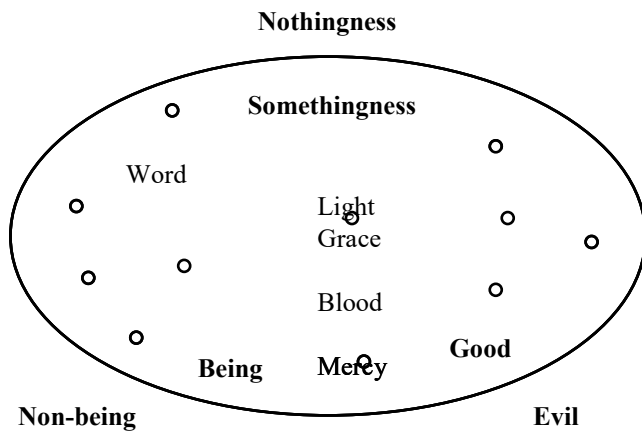 Nothingness
Somethingness
Word
Light
Grace
Blood
Good
Being
Mercy
Non-being
Evil